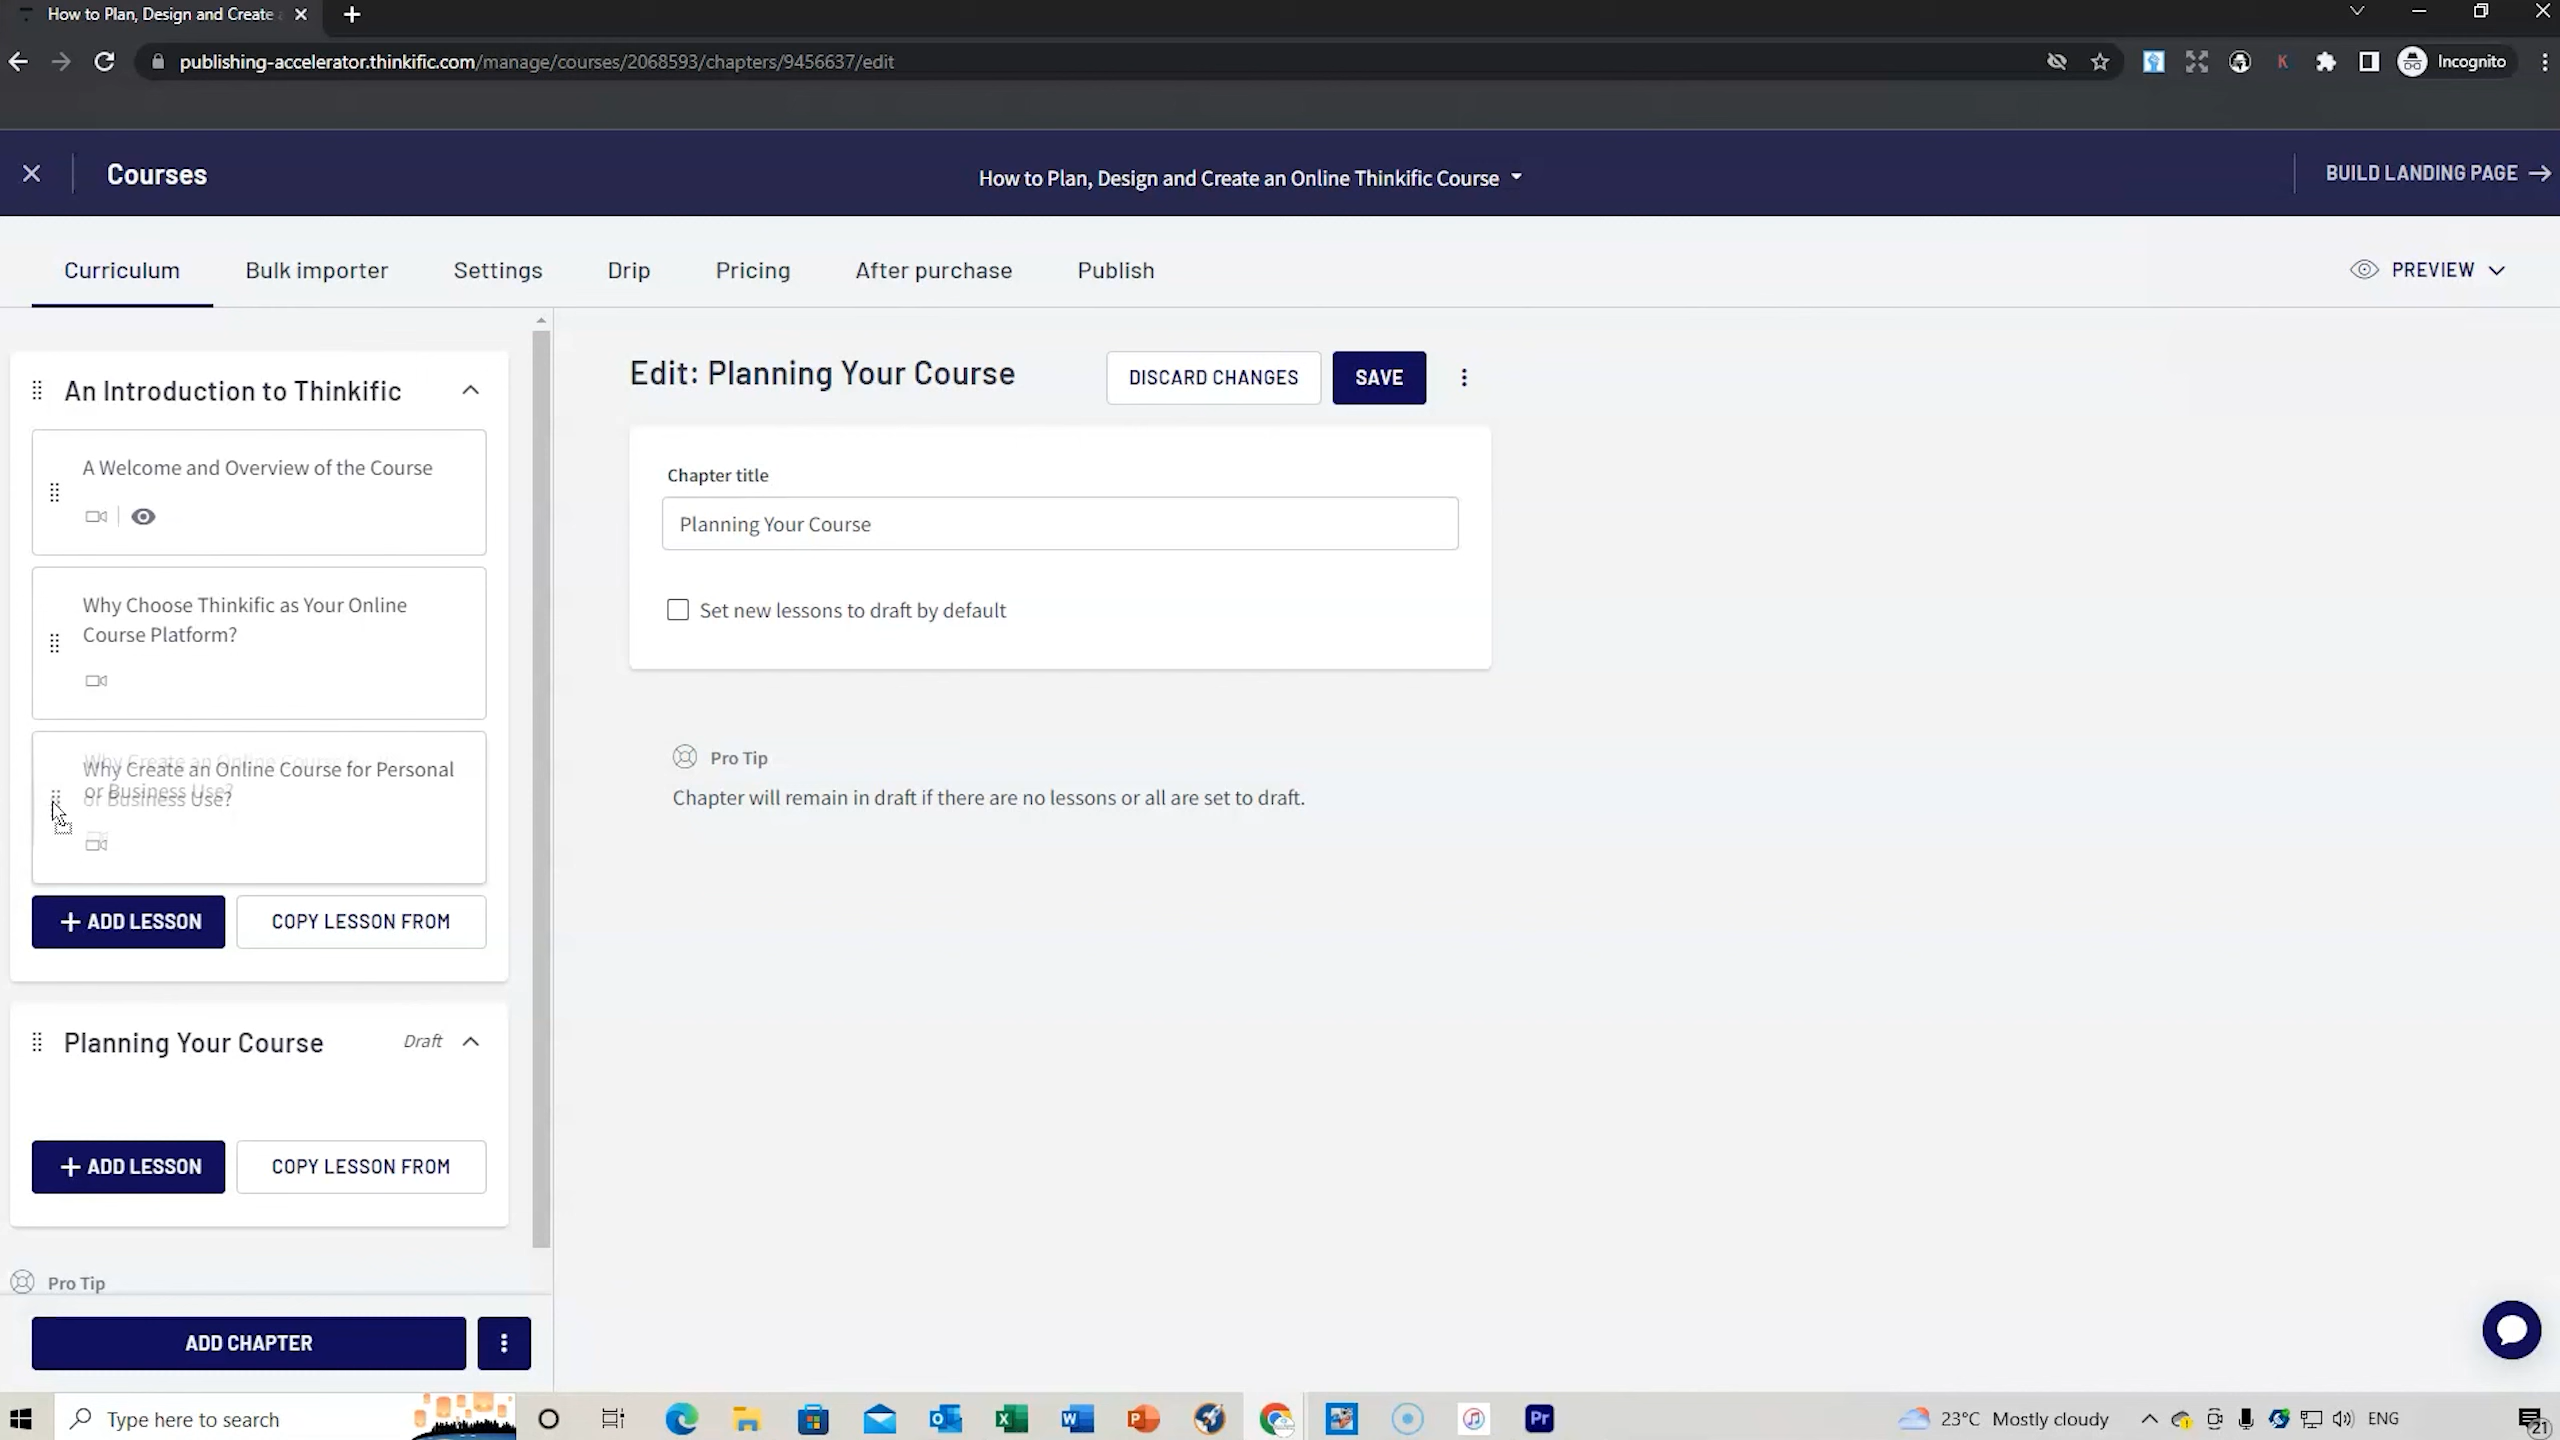 How to Plan, Design and Create
publishing-accelerator.thinkific.com/manage/courses/2068593/chapters/9456637/edit
K
Incognito
Courses
How to Plan, Design and Create an Online Thinkific Course
BUILD LANDING PAGE
Curriculum
Bulk importer
Settings
Drip
Pricing
After purchase
Publish
PREVIEW
An Introduction to Thinkific
A Welcome and Overview of the Course
Why Choose Thinkific as Your Online
Course Platform?
Why Create an Online Course for Personal
or Business Use?
+ ADD LESSON
COPY LESSON FROM
Planning Your Course
Draft
+ ADD LESSON
COPY LESSON FROM
Pro Tip
ADD CHAPTER
Edit: Planning Your Course
DISCARD CHANGES
SAVE
Chapter title
Planning Your Course
Set new lessons to draft by default
Pro Tip
Chapter will remain in draft if there are no lessons or all are set to draft.
Type here to search
Pr
23°C Mostly cloudy
ENG
21